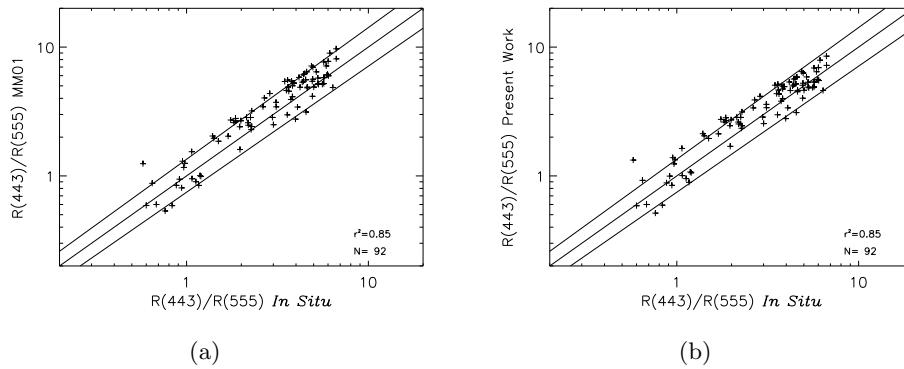 10
1
R(443)/R(555) MM01
r²=0.85
N= 92
1
10
R(443)/R(555) In Situ
(a)
10
1
R(443)/R(555) Present Work
r²=0.85
N= 92
1
10
R(443)/R(555) In Situ
(b)